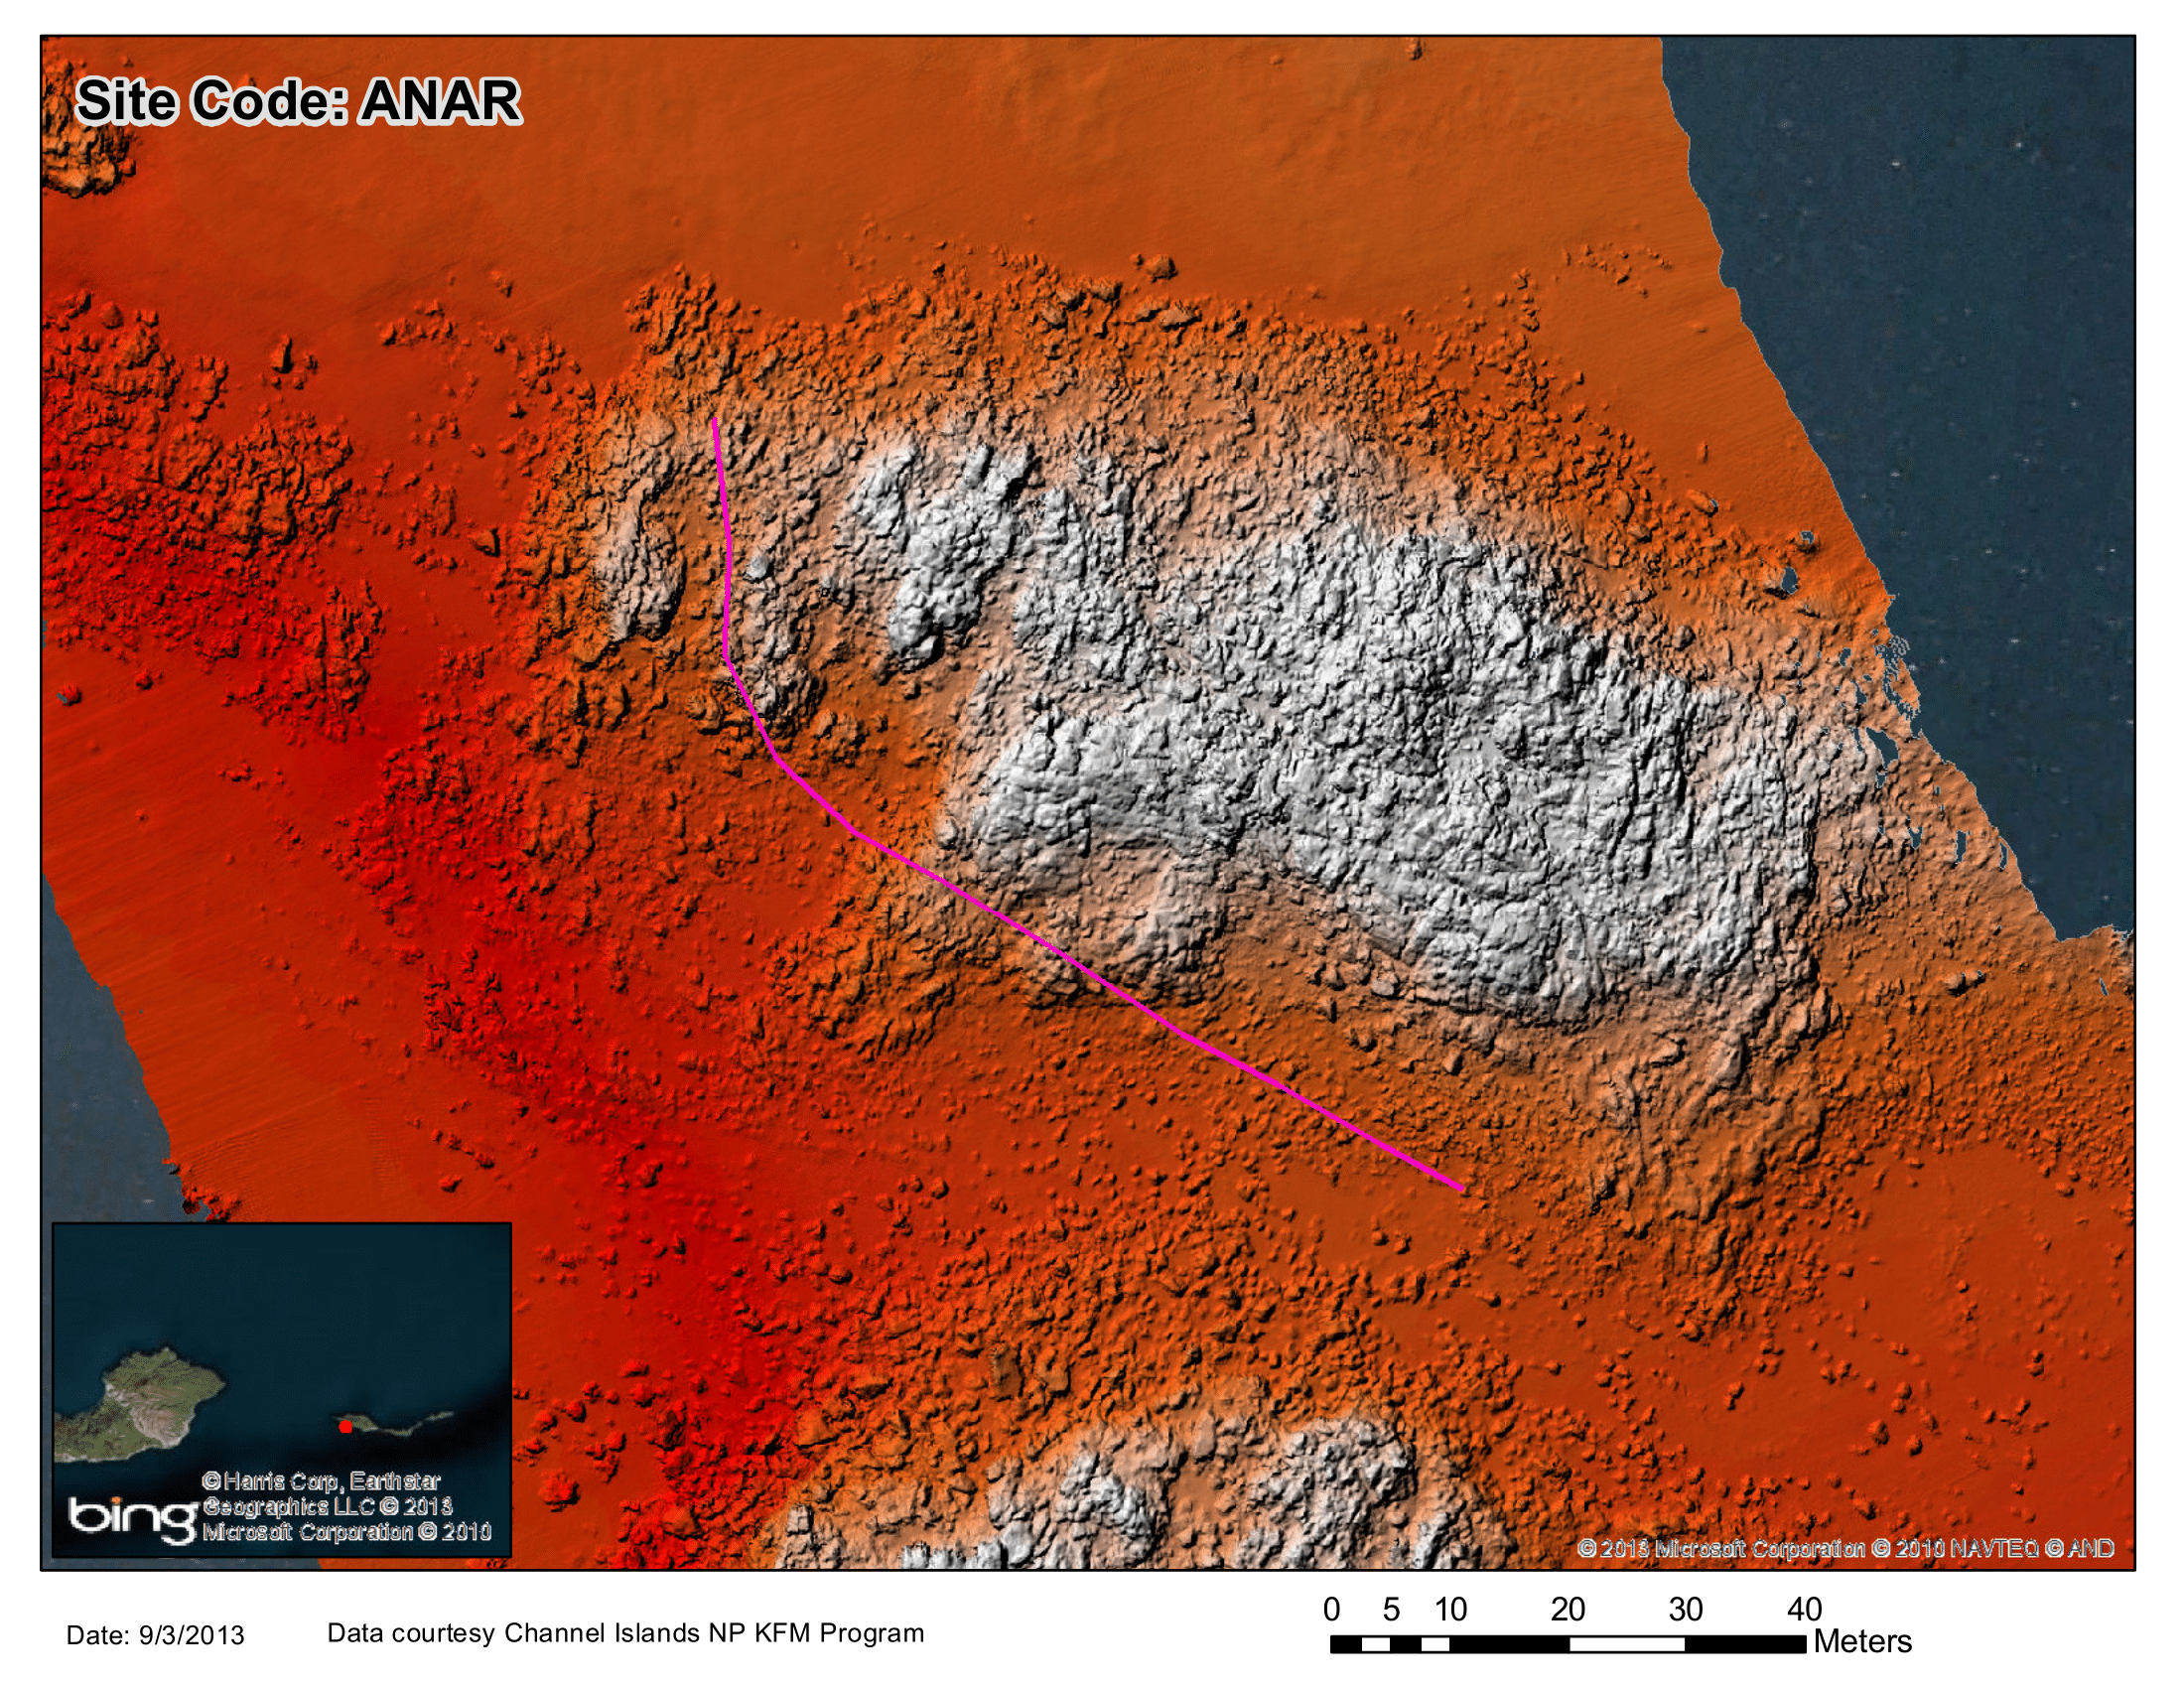 Site Code: ANAR
© Harris Corp, Earthstar
Geographics LLC © 2013
Microsoft Corporation © 2010
bing
© 2013 Microsoft Corporation © 2010 NAVTEQ © AND
Date: 9/3/2013
Data courtesy Channel Islands NP KFM Program
0 5 10 20 30 40
Meters